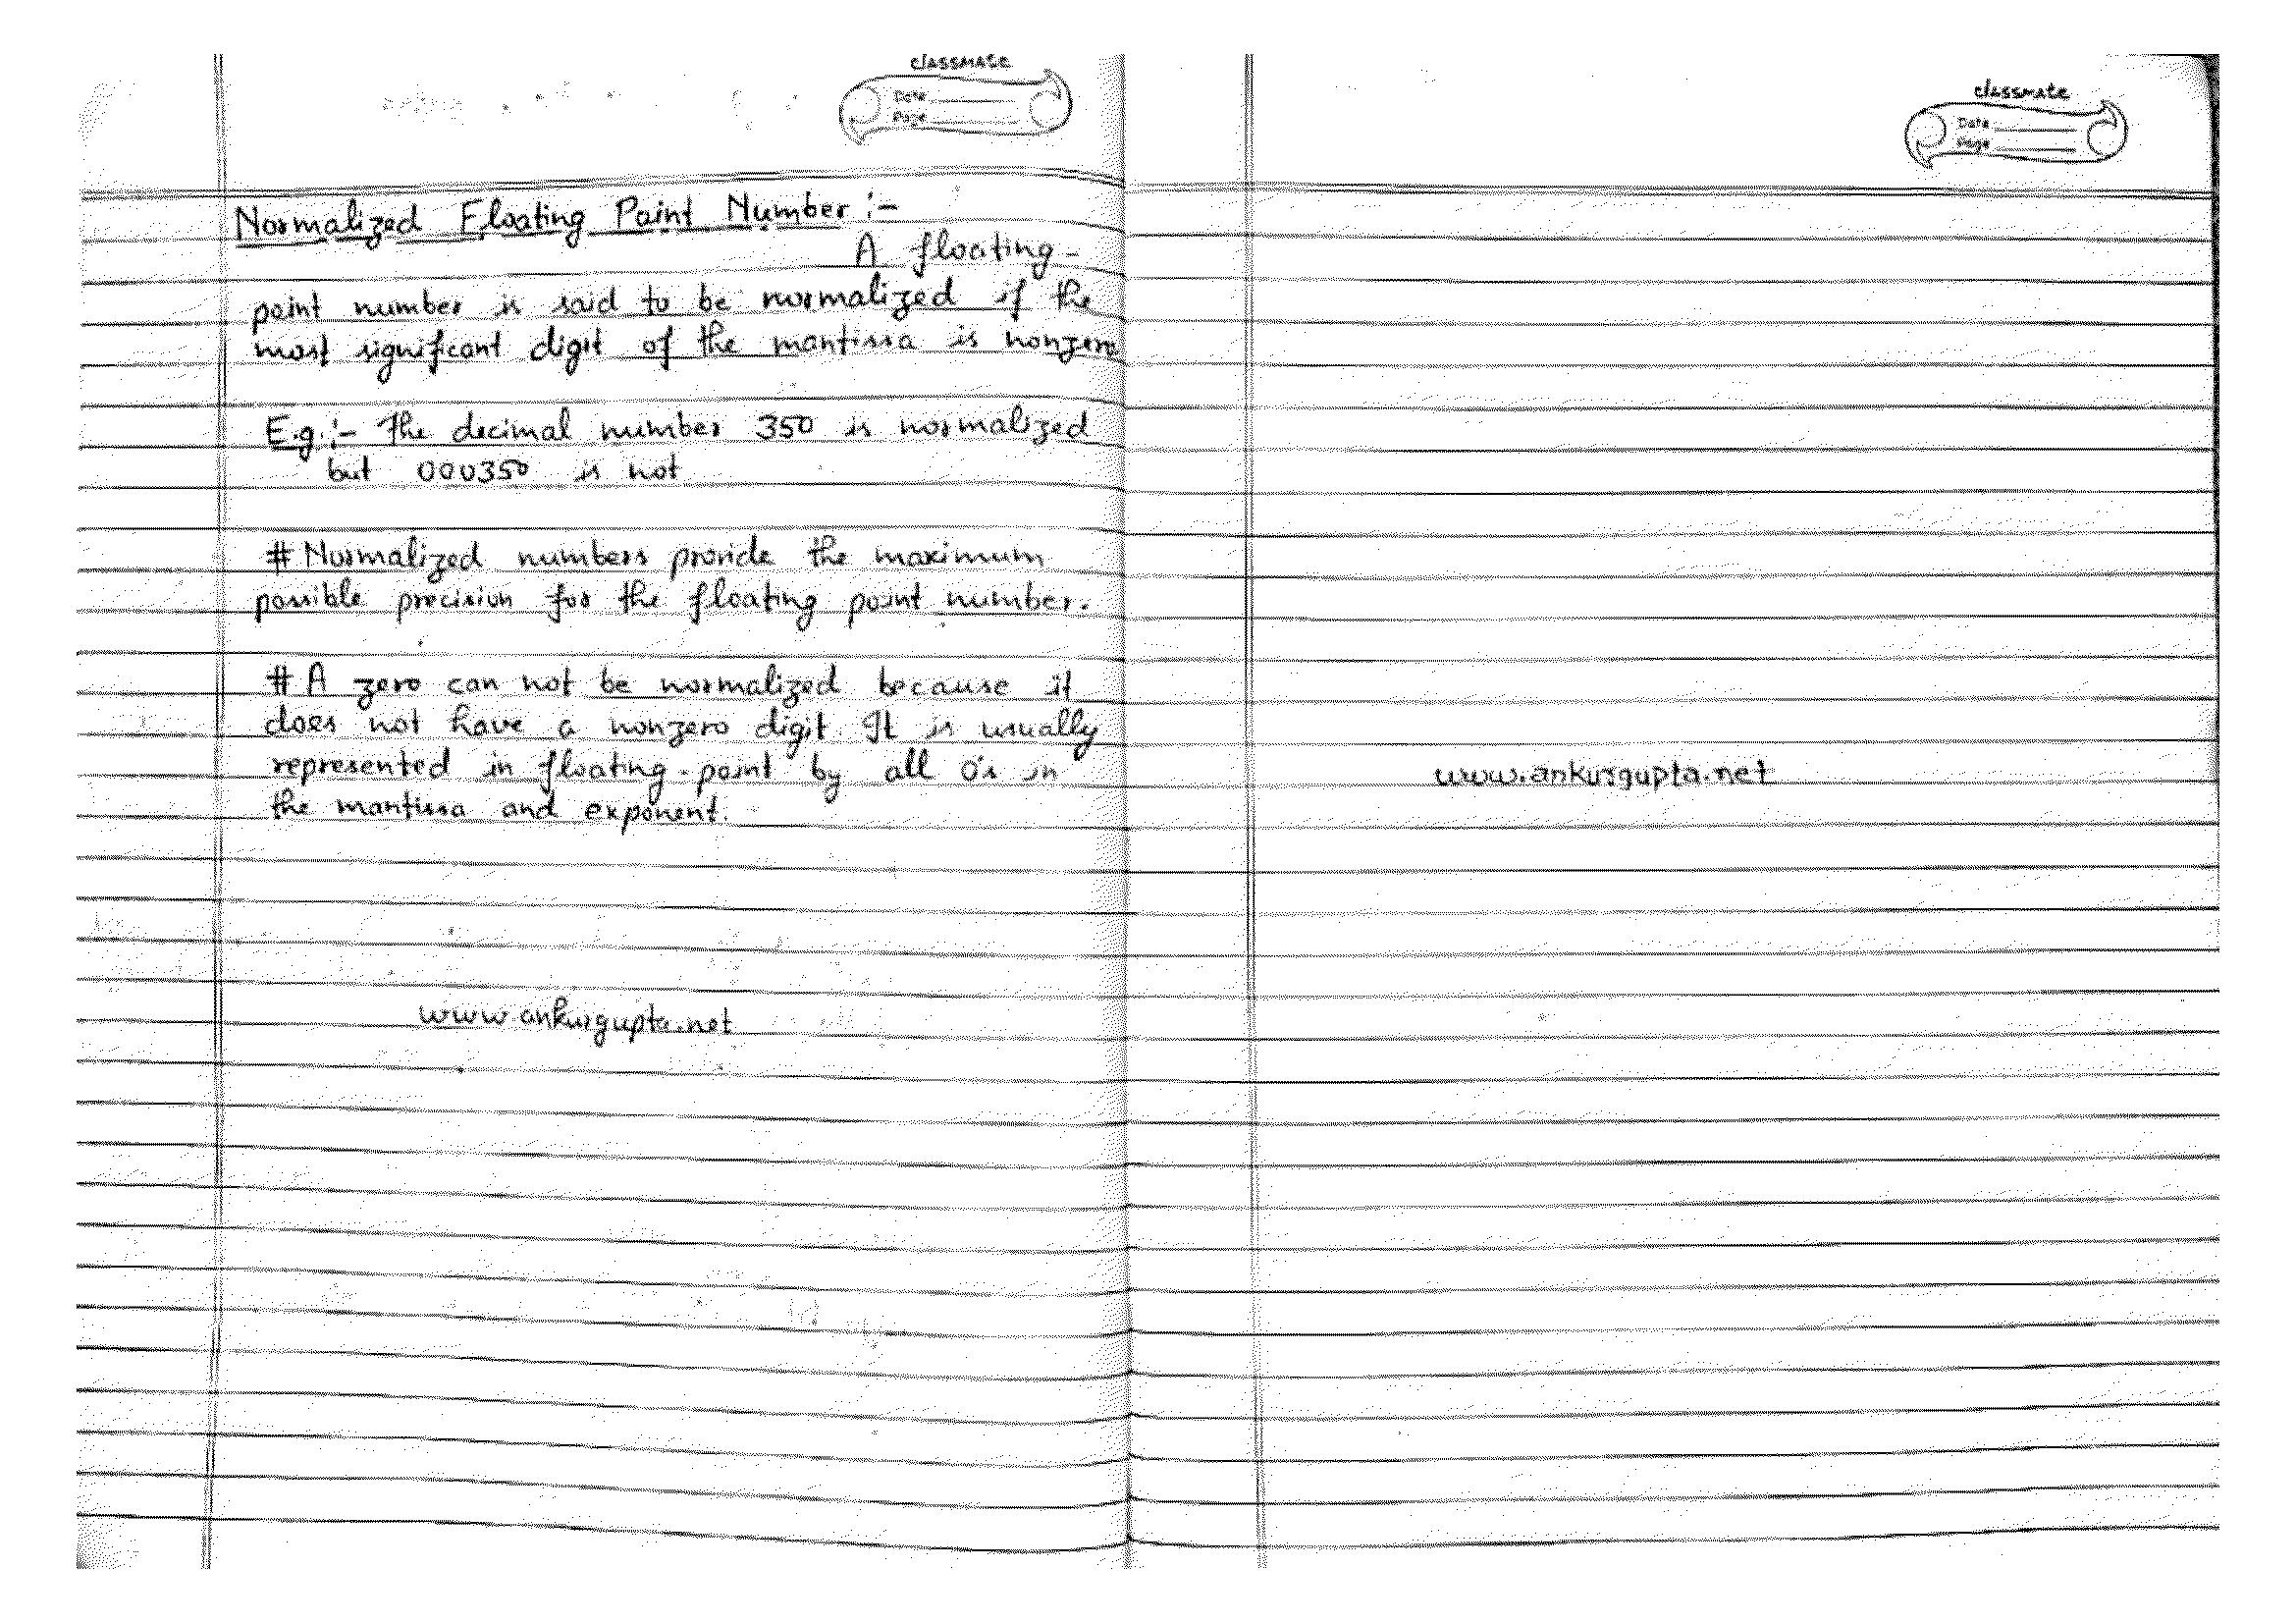 classmate
Date
Page
Normalized Floating Point Number :-
A floating-
point number is said to be normalized if the
most significant digit of the mantissa is nonzero
E.g.:- The decimal number 350 is normalized
but 000350 is not
# Normalized numbers provide the maximum
possible precision for the floating point number.
# A zero can not be normalized because it
does not have a nonzero digit. It is usually
represented in floating-point by all 0's in
the mantissa and exponent.
www.ankurgupta.net
classmate
Date
Page
www.ankurgupta.net